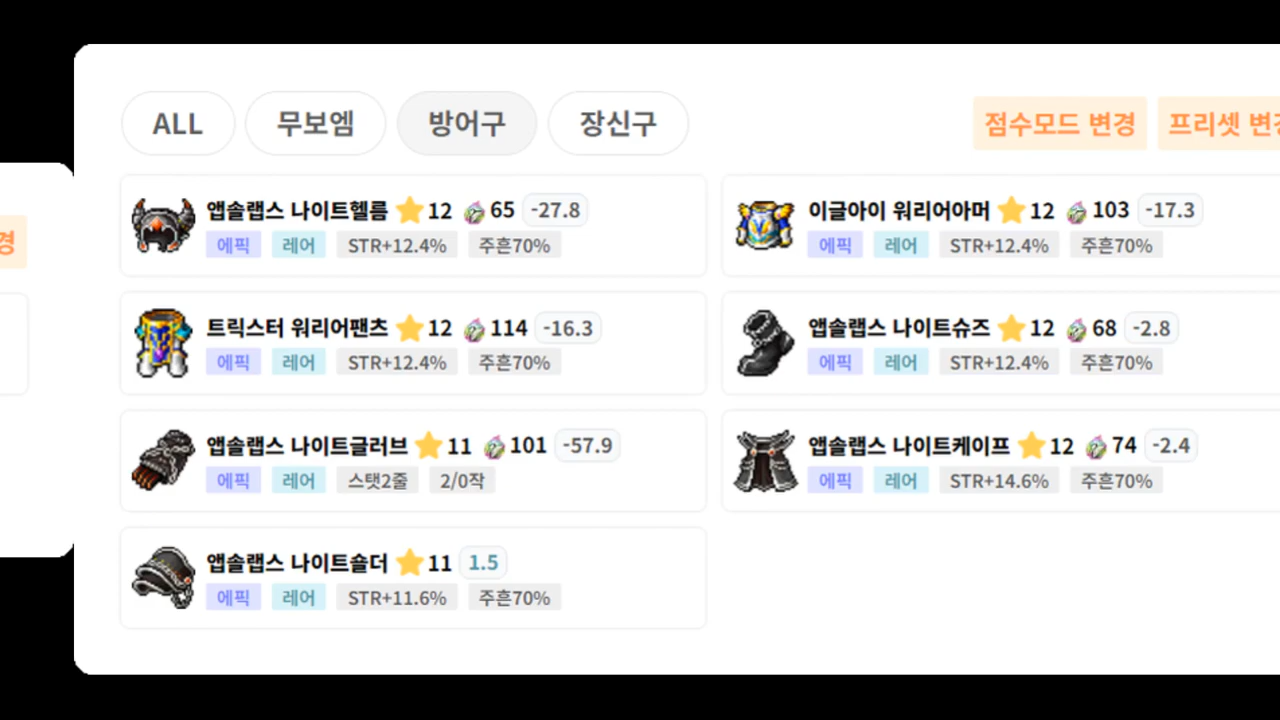 ALL 무보엠 방어구 장신구 점수모드 변경 프리셋
경
앱솔랩스 나이트헬름 12 65 -27.8
에픽 레어 STR+12.4% 주흔70%
이글아이 워리어아머 12 103 -17.3
에픽 레어 STR+12.4% 주흔70%
트릭스터 워리어팬츠 12 114 -16.3
에픽 레어 STR+12.4% 주흔70%
앱솔랩스 나이트슈즈 12 68 -2.8
에픽 레어 STR+12.4% 주흔70%
앱솔랩스 나이트글러브 11 101 -57.9
에픽 레어 스탯2줄 2/0작
앱솔랩스 나이트케이프 12 74 -2.4
에픽 레어 STR+14.6% 주흔70%
앱솔랩스 나이트숄더 11 1.5
에픽 레어 STR+11.6% 주흔70%